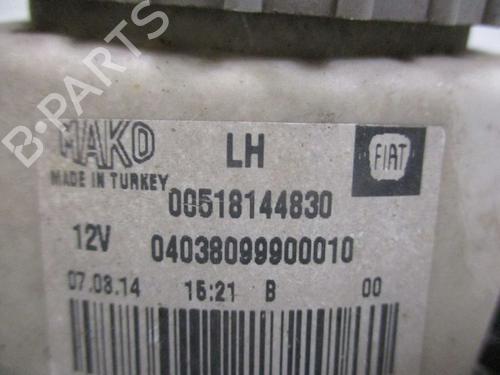 MAKO LH FIAT
MADE IN TURKEY
00518144830
12V 04038099900010
07.08.14 15:21 B 00
B-PARTS